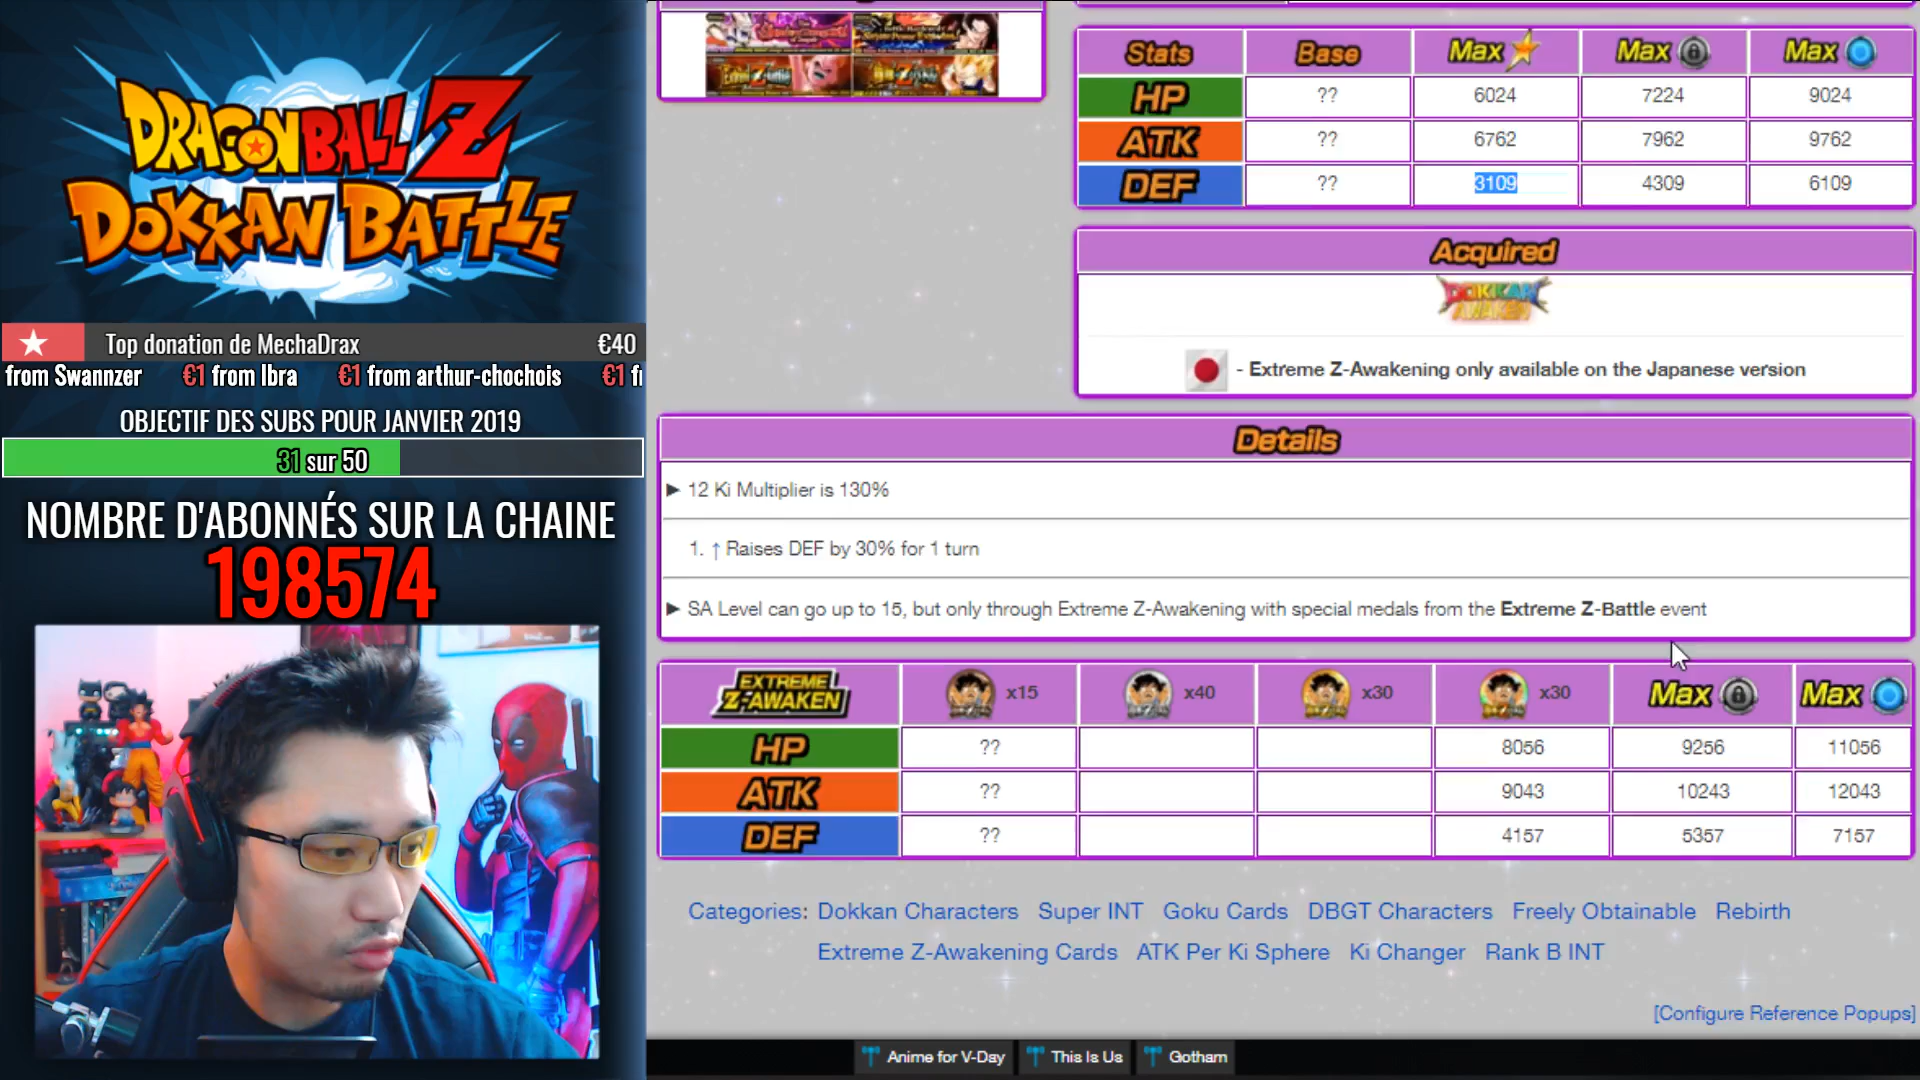 DRAGON BALL Z
DOKKAN BATTLE
Top donation de MechaDrax €40
from Swannzer €1 from Ibra €1 from arthur-chochois €1 fr
OBJECTIF DES SUBS POUR JANVIER 2019
31 sur 50
NOMBRE D'ABONNÉS SUR LA CHAINE
198574
Stats Base Max Max Max
HP ?? 6024 7224 9024
ATK ?? 6762 7962 9762
DEF ?? 3109 4309 6109
Acquired
DOKKAN
AWAKEN
- Extreme Z-Awakening only available on the Japanese version
Details
► 12 Ki Multiplier is 130%
1. ↑ Raises DEF by 30% for 1 turn
► SA Level can go up to 15, but only through Extreme Z-Awakening with special medals from the Extreme Z-Battle event
EXTREME
Z-AWAKEN x15 x40 x30 x30 Max Max
HP ?? 8056 9256 11056
ATK ?? 9043 10243 12043
DEF ?? 4157 5357 7157
Categories: Dokkan Characters Super INT Goku Cards DBGT Characters Freely Obtainable Rebirth
Extreme Z-Awakening Cards ATK Per Ki Sphere Ki Changer Rank B INT
[Configure Reference Popups]
Anime for V-Day This Is Us Gotham